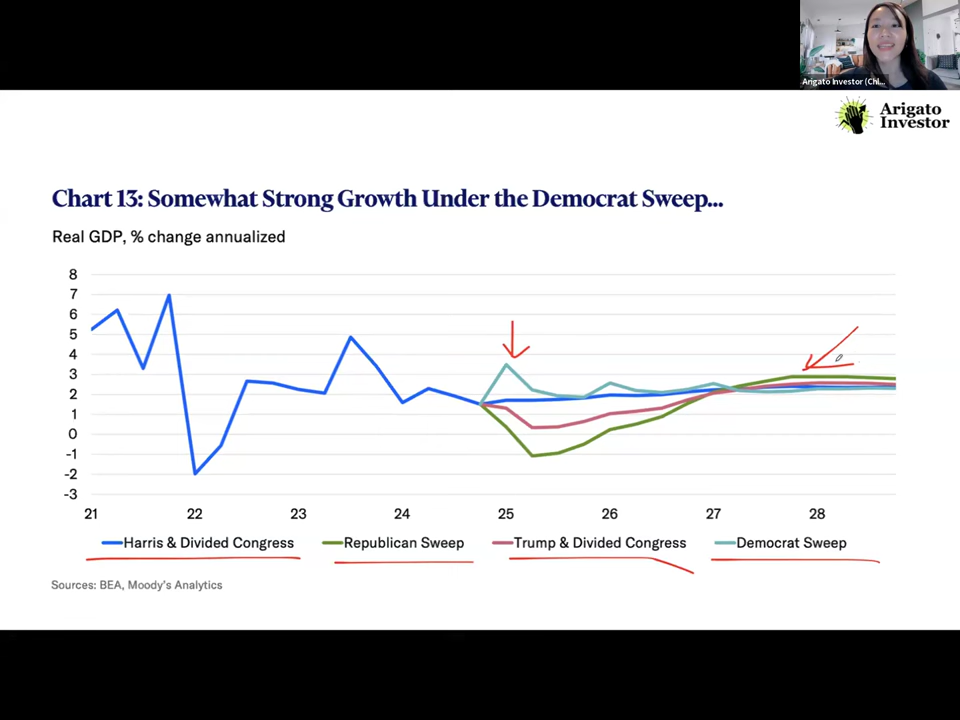 Arigato Investor (Chl...
Arigato
Investor
Chart 13: Somewhat Strong Growth Under the Democrat Sweep...
Real GDP, % change annualized
8
7
6
5
4
3
2
1
0
-1
-2
-3
21 22 23 24 25 26 27 28
Harris & Divided Congress Republican Sweep Trump & Divided Congress Democrat Sweep
Sources: BEA, Moody's Analytics